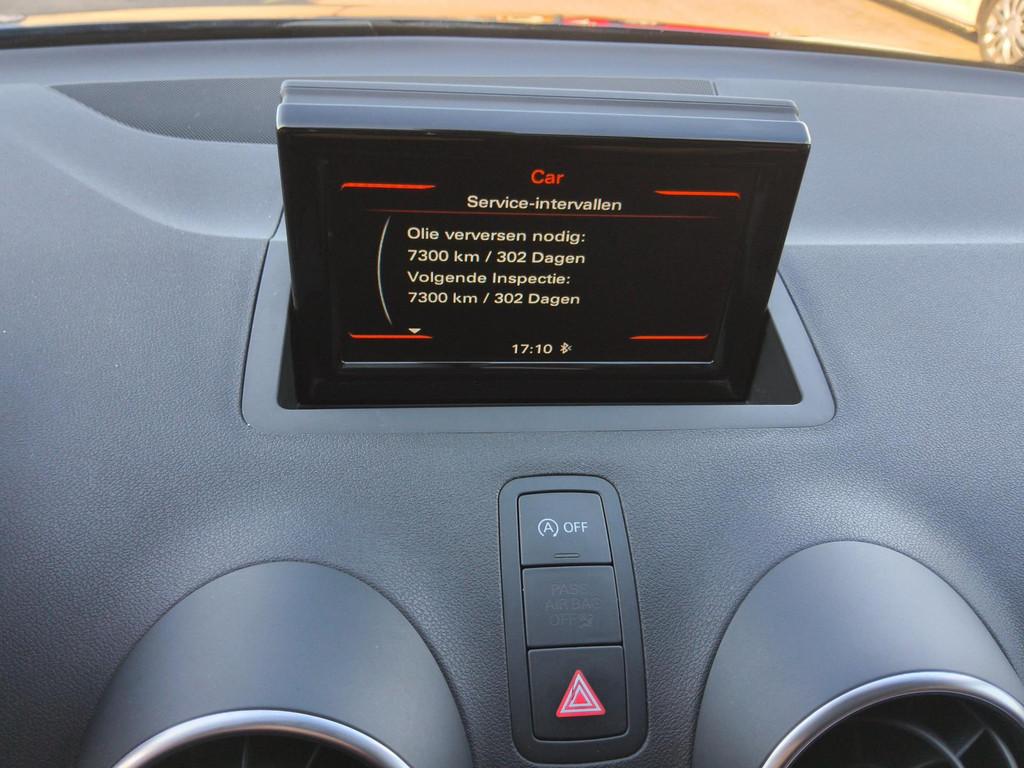 Car
Service-intervallen
Olie verversen nodig:
7300 km / 302 Dagen
Volgende Inspectie:
7300 km / 302 Dagen
17:10
A OFF
PAS
AIR BAG
OFF